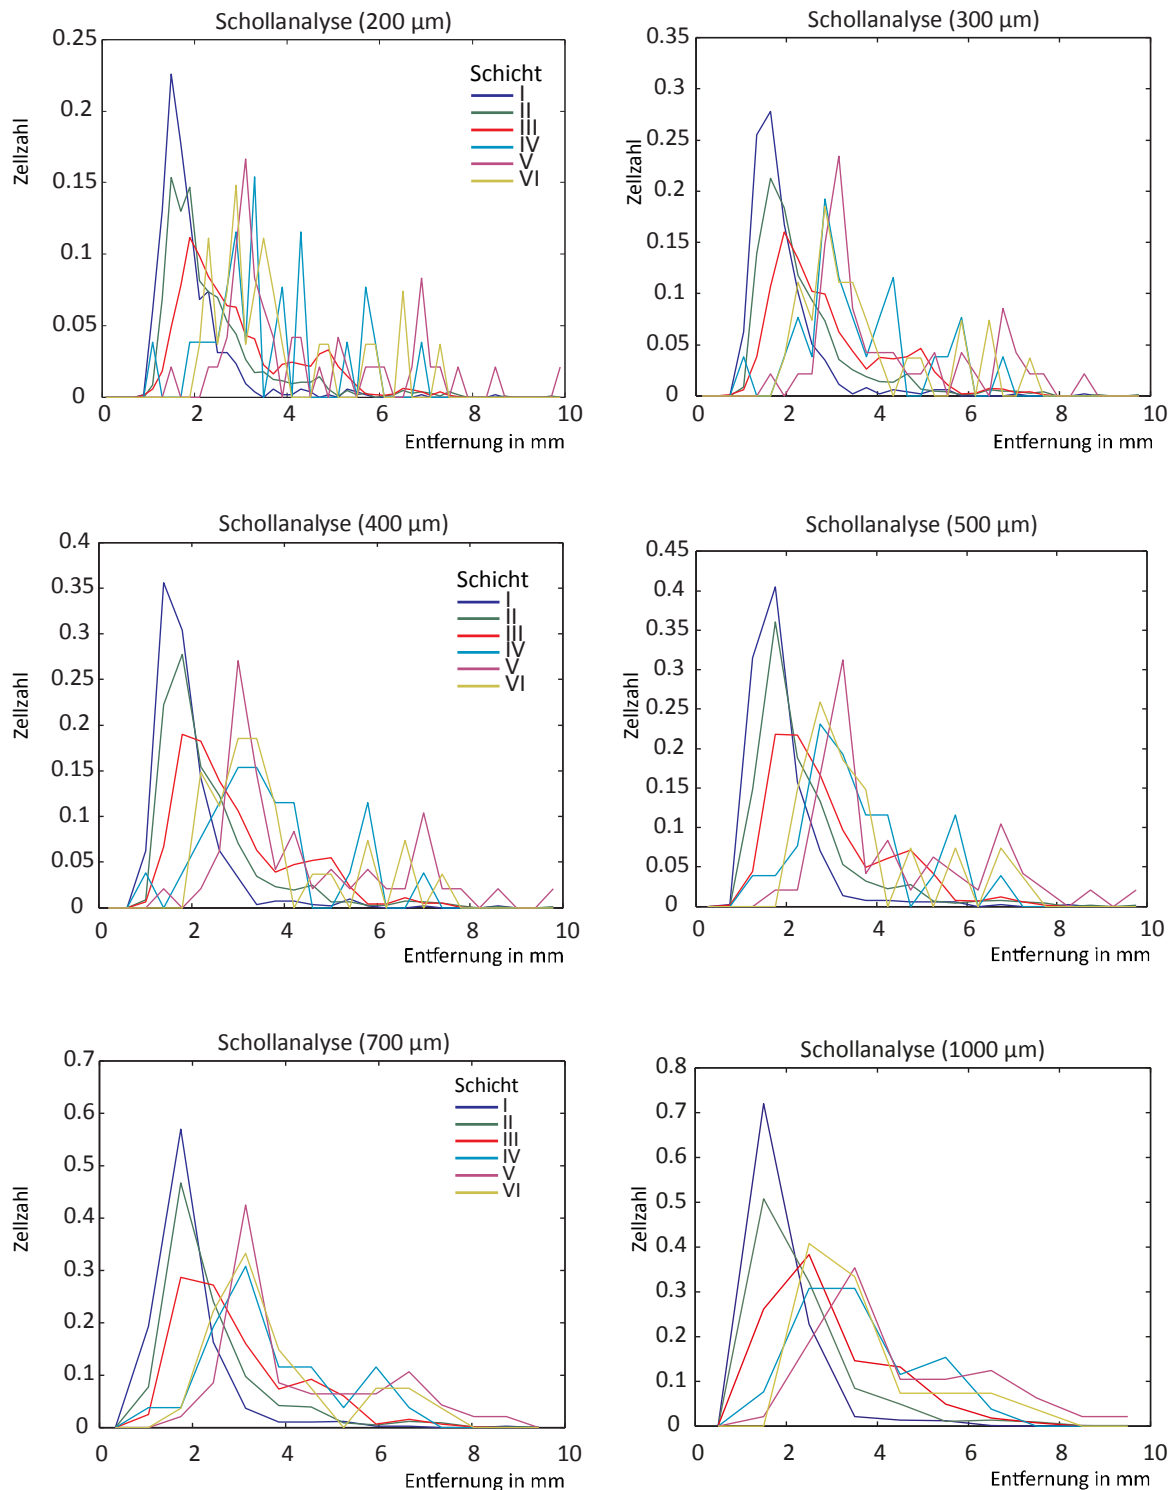 Schollanalyse (200 µm)
0.25
0.2
0.15
0.1
0.05
0
Zellzahl
Schicht
I
II
III
IV
V
VI
0 2 4 6 8 10
Entfernung in mm
Schollanalyse (300 µm)
0.35
0.3
0.25
0.2
0.15
0.1
0.05
0
Zellzahl
0 2 4 6 8 10
Entfernung in mm
Schollanalyse (400 µm)
0.4
0.35
0.3
0.25
0.2
0.15
0.1
0.05
0
Zellzahl
Schicht
I
II
III
IV
V
VI
0 2 4 6 8 10
Entfernung in mm
Schollanalyse (500 µm)
0.45
0.4
0.35
0.3
0.25
0.2
0.15
0.1
0.05
0
Zellzahl
0 2 4 6 8 10
Entfernung in mm
Schollanalyse (700 µm)
0.7
0.6
0.5
0.4
0.3
0.2
0.1
0
Zellzahl
Schicht
I
II
III
IV
V
VI
0 2 4 6 8 10
Entfernung in mm
Schollanalyse (1000 µm)
0.8
0.7
0.6
0.5
0.4
0.3
0.2
0.1
0
Zellzahl
0 2 4 6 8 10
Entfernung in mm